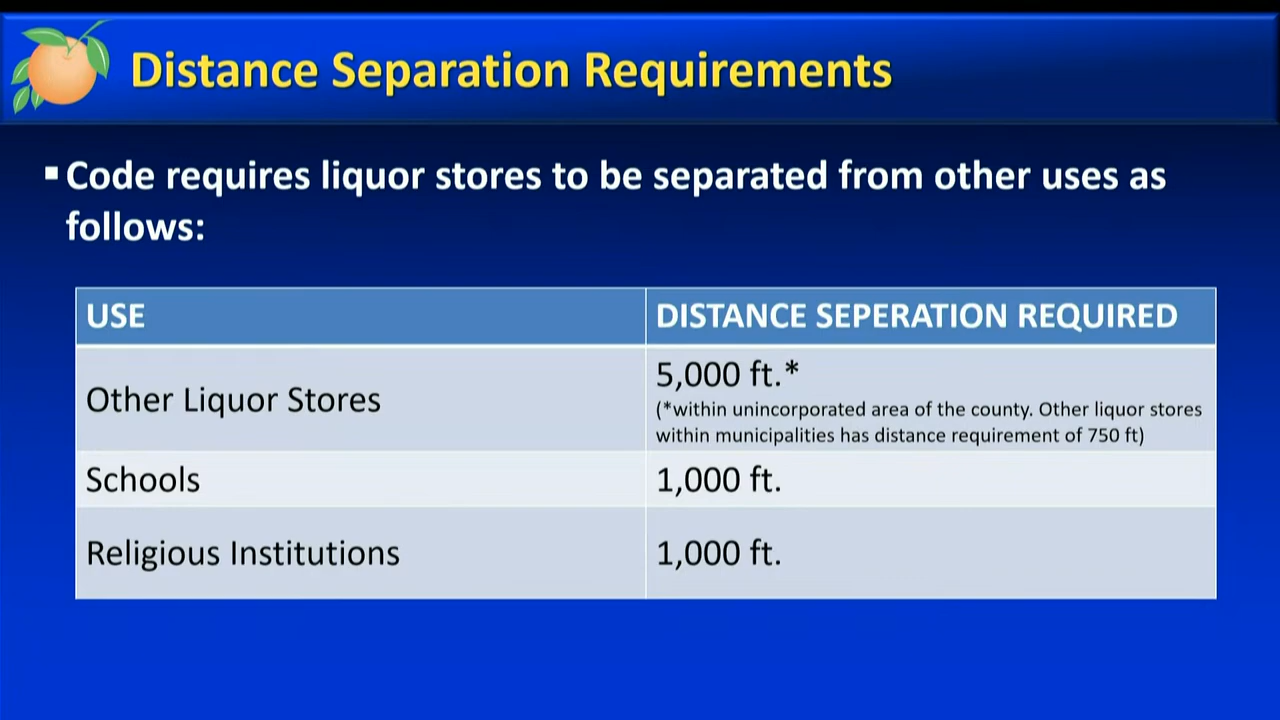 Distance Separation Requirements
▪ Code requires liquor stores to be separated from other uses as
follows:
USE
DISTANCE SEPERATION REQUIRED
Other Liquor Stores
5,000 ft.*
(*within unincorporated area of the county. Other liquor stores
within municipalities has distance requirement of 750 ft)
Schools
1,000 ft.
Religious Institutions
1,000 ft.